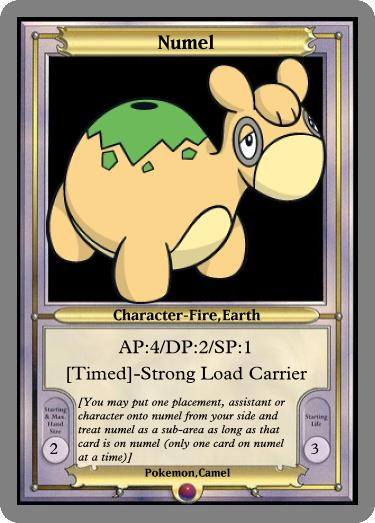 Numel
Character-Fire,Earth
AP:4/DP:2/SP:1
[Timed]-Strong Load Carrier
Starting
& Max.
Hand
Size
2
[You may put one placement, assistant or
character onto numel from your side and
treat numel as a sub-area as long as that
card is on numel (only one card on numel
at a time)]
Starting
Life
3
Pokemon,Camel